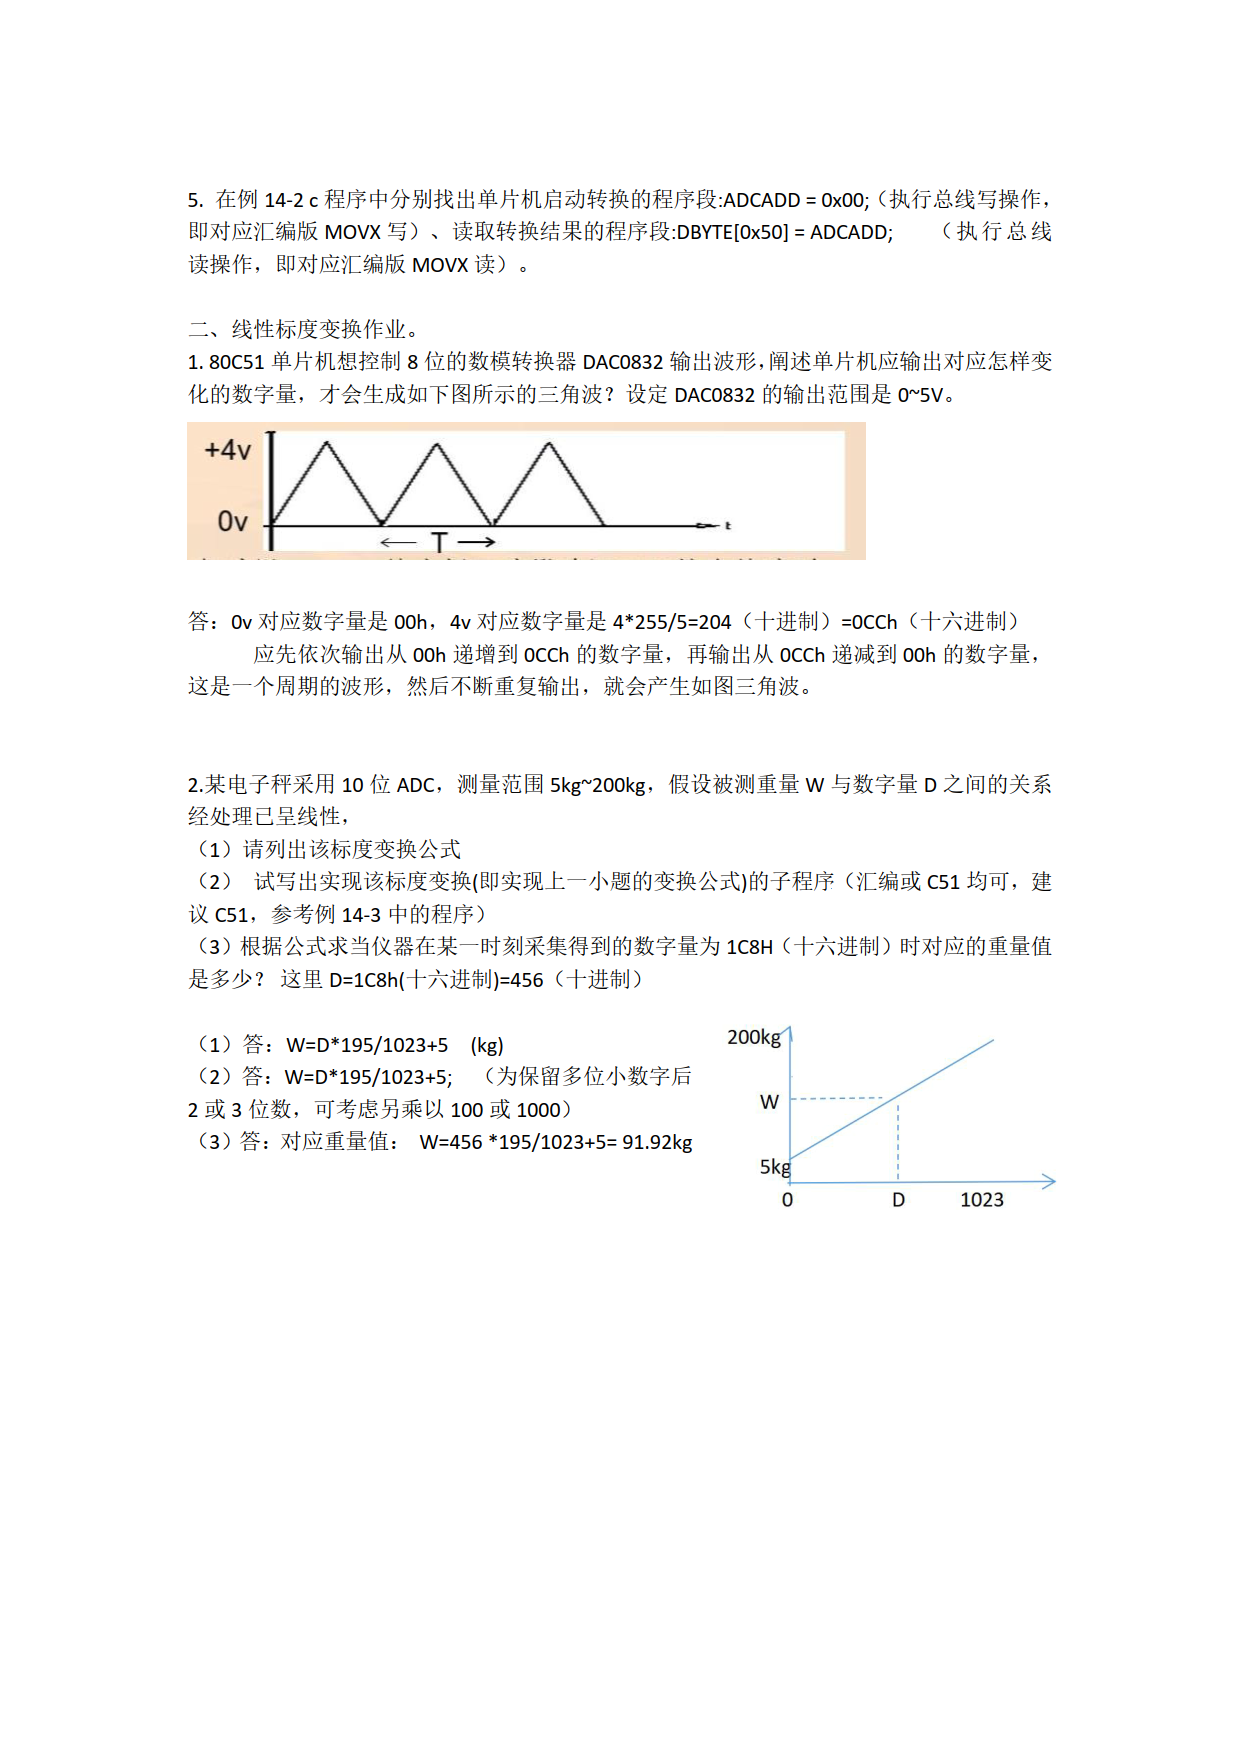 5. 在例 14-2 c 程序中分别找出单片机启动转换的程序段:ADCADD = 0x00;（执行总线写操作，
即对应汇编版 MOVX 写）、读取转换结果的程序段:DBYTE[0x50] = ADCADD; （执行总线
读操作，即对应汇编版 MOVX 读）。
二、线性标度变换作业。
1. 80C51 单片机想控制 8 位的数模转换器 DAC0832 输出波形，阐述单片机应输出对应怎样变
化的数字量，才会生成如下图所示的三角波？设定 DAC0832 的输出范围是 0~5V。
+4v
0v
t
T
答：0v 对应数字量是 00h，4v 对应数字量是 4*255/5=204（十进制）=0CCh（十六进制）
应先依次输出从 00h 递增到 0CCh 的数字量，再输出从 0CCh 递减到 00h 的数字量，
这是一个周期的波形，然后不断重复输出，就会产生如图三角波。
2.某电子秤采用 10 位 ADC，测量范围 5kg~200kg，假设被测重量 W 与数字量 D 之间的关系
经处理已呈线性，
（1）请列出该标度变换公式
（2） 试写出实现该标度变换(即实现上一小题的变换公式)的子程序（汇编或 C51 均可，建
议 C51，参考例 14-3 中的程序）
（3）根据公式求当仪器在某一时刻采集得到的数字量为 1C8H（十六进制）时对应的重量值
是多少？ 这里 D=1C8h(十六进制)=456（十进制）
（1）答：W=D*195/1023+5 (kg)
（2）答：W=D*195/1023+5; （为保留多位小数字后
2 或 3 位数，可考虑另乘以 100 或 1000）
（3）答：对应重量值： W=456 *195/1023+5= 91.92kg
200kg
W
5kg
0
D
1023